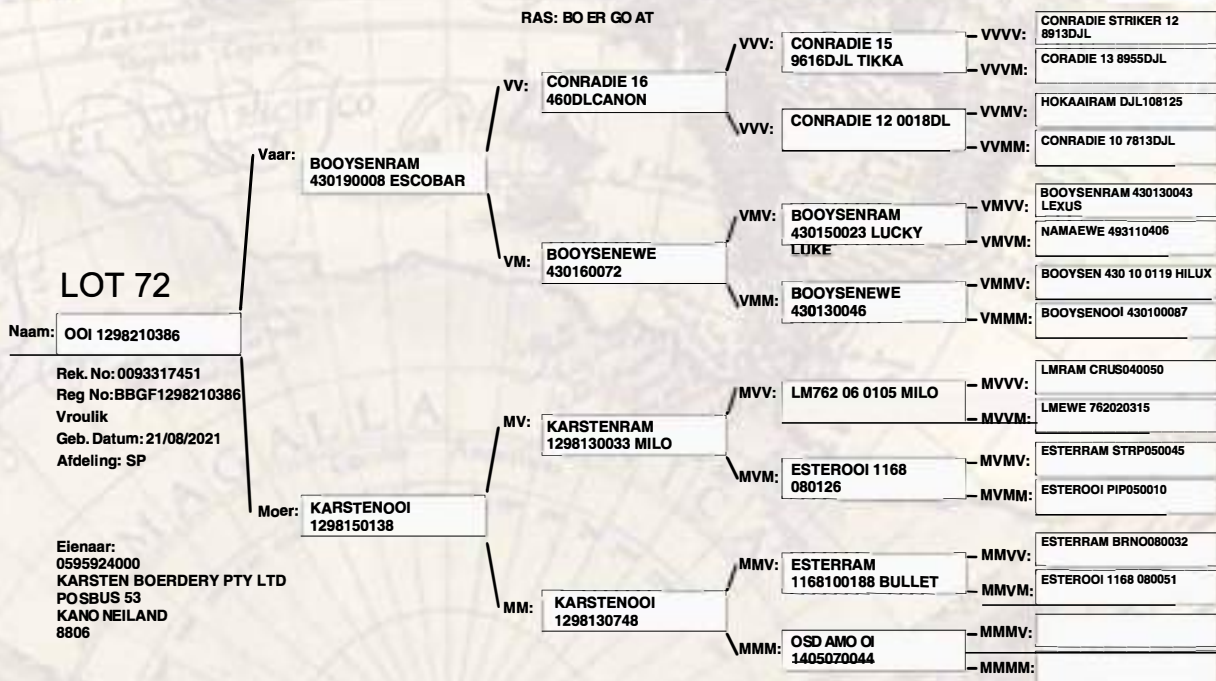 RAS: BO ER GO AT
LOT 72
Naam: OOI 1298210386
Rek. No: 0093317451
Reg No:BBGF1298210386
Vroulik
Geb. Datum: 21/08/2021
Afdeling: SP
Eienaar:
0595924000
KARSTEN BOERDERY PTY LTD
POSBUS 53
KANO NEILAND
8806
Vaar: BOOYSENRAM
430190008 ESCOBAR
Moer: KARSTENOOI
1298150138
VV: CONRADIE 16
460DLCANON
VM: BOOYSENEWE
430160072
MV: KARSTENRAM
1298130033 MILO
MM: KARSTENOOI
1298130748
VVV: CONRADIE 15
9616DJL TIKKA
VVV: CONRADIE 12 0018DL
VMV: BOOYSENRAM
430150023 LUCKY
LUKE
VMM: BOOYSENEWE
430130046
MVV: LM762 06 0105 MILO
MVM: ESTEROOI 1168
080126
MMV: ESTERRAM
1168100188 BULLET
MMM: OSD AMO OI
1405070044
VVVV: CONRADIE STRIKER 12
8913DJL
VVVM: CORADIE 13 8955DJL
VVMV: HOKAAIRAM DJL108125
VVMM: CONRADIE 10 7813DJL
VMVV: BOOYSENRAM 430130043
LEXUS
VMVM: NAMAEWE 493110406
VMMV: BOOYSEN 430 10 0119 HILUX
VMMM: BOOYSENOOI 430100087
MVVV: LMRAM CRUS040050
MVVM: LMEWE 762020315
MVMV: ESTERRAM STRP050045
MVMM: ESTEROOI PIP050010
MMVV: ESTERRAM BRNO080032
MMVM: ESTEROOI 1168 080051
MMMV:
MMMM: